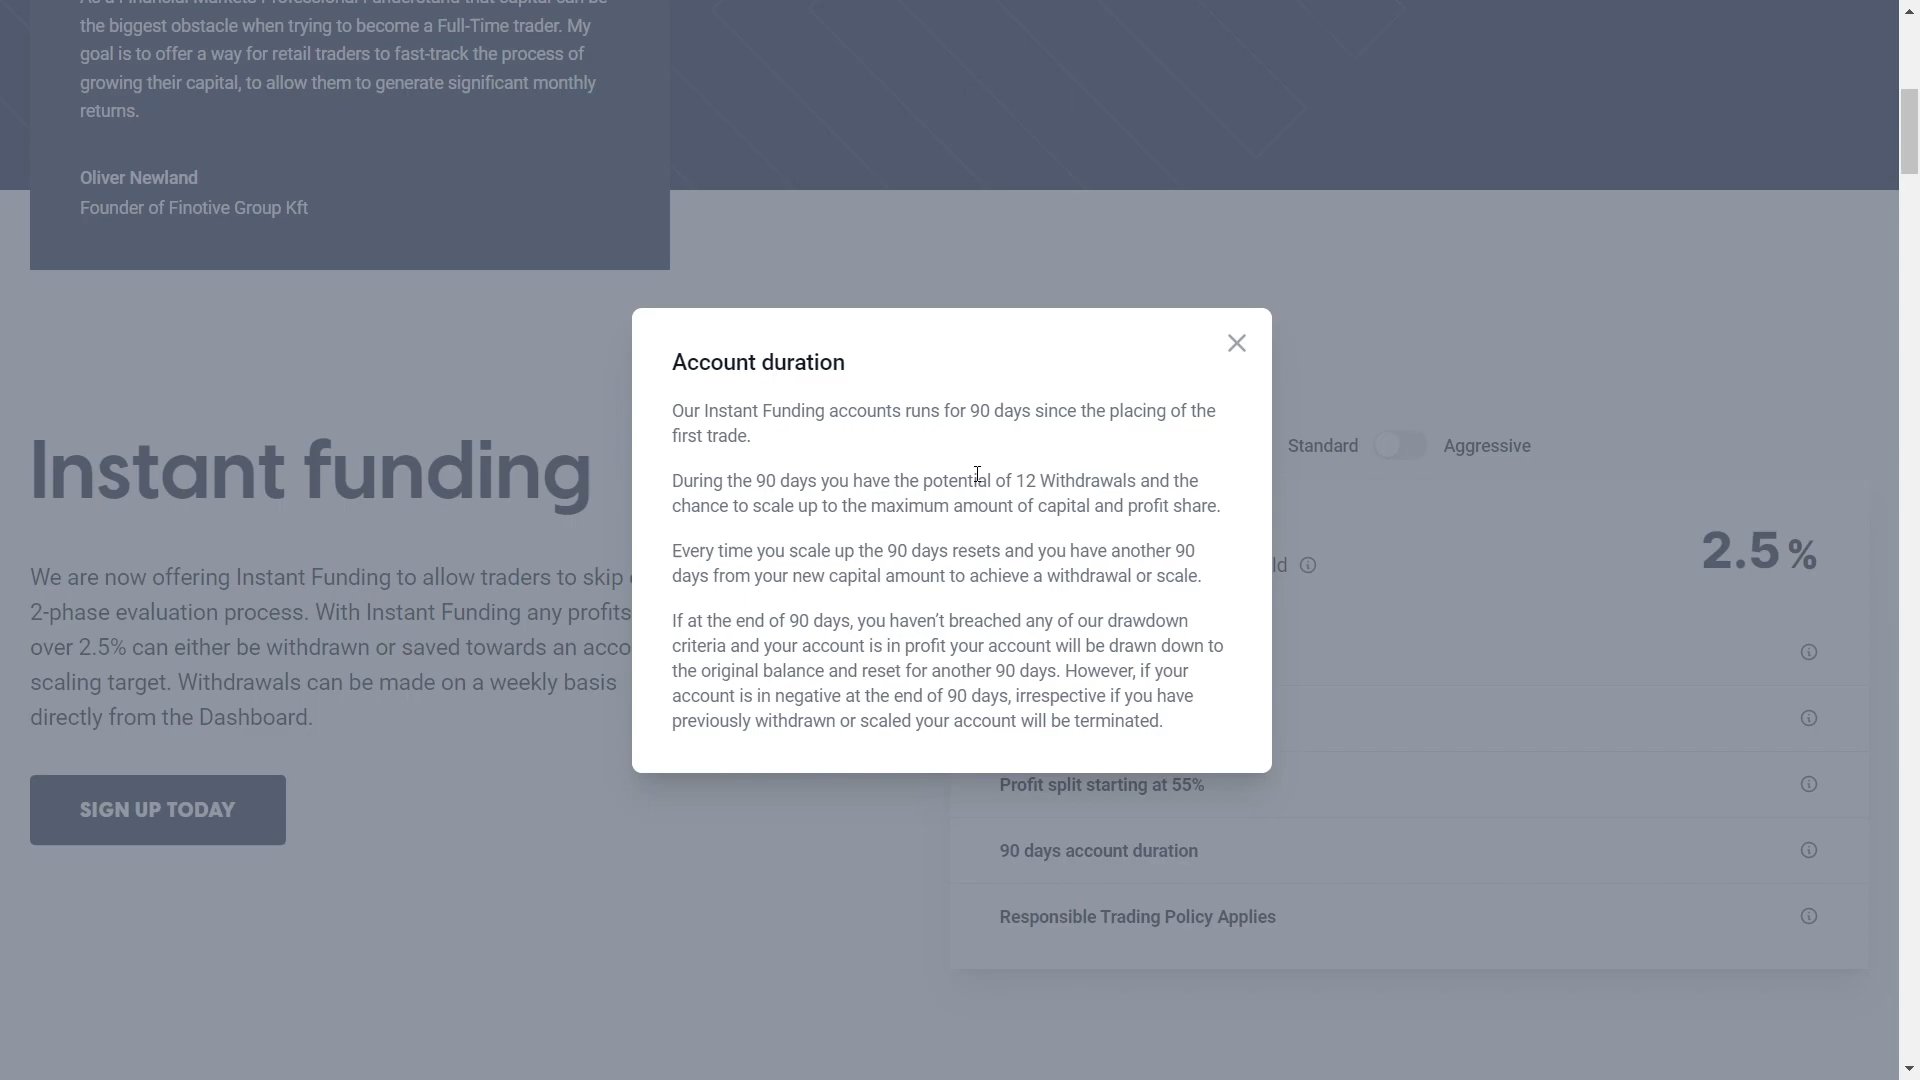 the biggest obstacle when trying to become a Full-Time trader. My
goal is to offer a way for retail traders to fast-track the process of
growing their capital, to allow them to generate significant monthly
returns.
Oliver Newland
Founder of Finotive Group Kft
Instant funding
We are now offering Instant Funding to allow traders to skip
2-phase evaluation process. With Instant Funding any profits
over 2.5% can either be withdrawn or saved towards an acco
scaling target. Withdrawals can be made on a weekly basis
directly from the Dashboard.
SIGN UP TODAY
Account duration
Our Instant Funding accounts runs for 90 days since the placing of the
first trade.
During the 90 days you have the potential of 12 Withdrawals and the
chance to scale up to the maximum amount of capital and profit share.
Every time you scale up the 90 days resets and you have another 90
days from your new capital amount to achieve a withdrawal or scale.
If at the end of 90 days, you haven’t breached any of our drawdown
criteria and your account is in profit your account will be drawn down to
the original balance and reset for another 90 days. However, if your
account is in negative at the end of 90 days, irrespective if you have
previously withdrawn or scaled your account will be terminated.
Standard Aggressive
ld 2.5 %
Profit split starting at 55%
90 days account duration
Responsible Trading Policy Applies